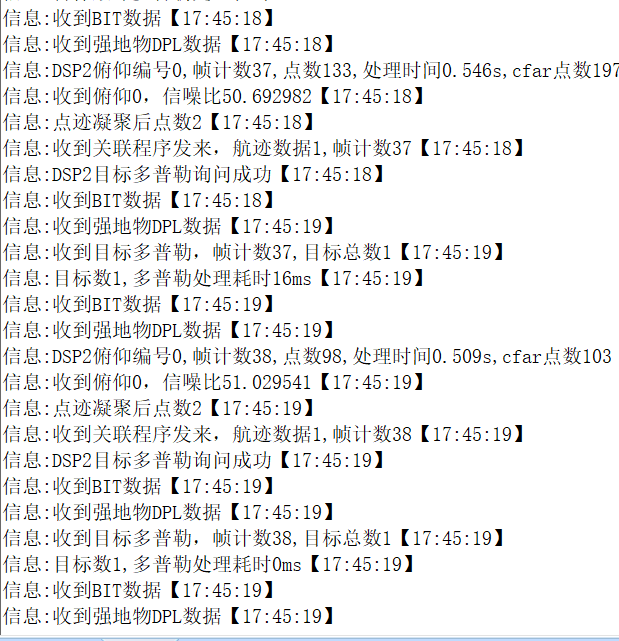 信息:收到BIT数据【17:45:18】
信息:收到强地物DPL数据【17:45:18】
信息:DSP2俯仰编号0,帧计数37,点数133,处理时间0.546s,cfar点数197
信息:收到俯仰0，信噪比50.692982【17:45:18】
信息:点迹凝聚后点数2【17:45:18】
信息:收到关联程序发来，航迹数据1,帧计数37【17:45:18】
信息:DSP2目标多普勒询问成功【17:45:18】
信息:收到BIT数据【17:45:18】
信息:收到强地物DPL数据【17:45:19】
信息:收到目标多普勒，帧计数37,目标总数1【17:45:19】
信息:目标数1,多普勒处理耗时16ms【17:45:19】
信息:收到BIT数据【17:45:19】
信息:收到强地物DPL数据【17:45:19】
信息:DSP2俯仰编号0,帧计数38,点数98,处理时间0.509s,cfar点数103
信息:收到俯仰0，信噪比51.029541【17:45:19】
信息:点迹凝聚后点数2【17:45:19】
信息:收到关联程序发来，航迹数据1,帧计数38【17:45:19】
信息:DSP2目标多普勒询问成功【17:45:19】
信息:收到BIT数据【17:45:19】
信息:收到强地物DPL数据【17:45:19】
信息:收到目标多普勒，帧计数38,目标总数1【17:45:19】
信息:目标数1,多普勒处理耗时0ms【17:45:19】
信息:收到BIT数据【17:45:19】
信息:收到强地物DPL数据【17:45:19】